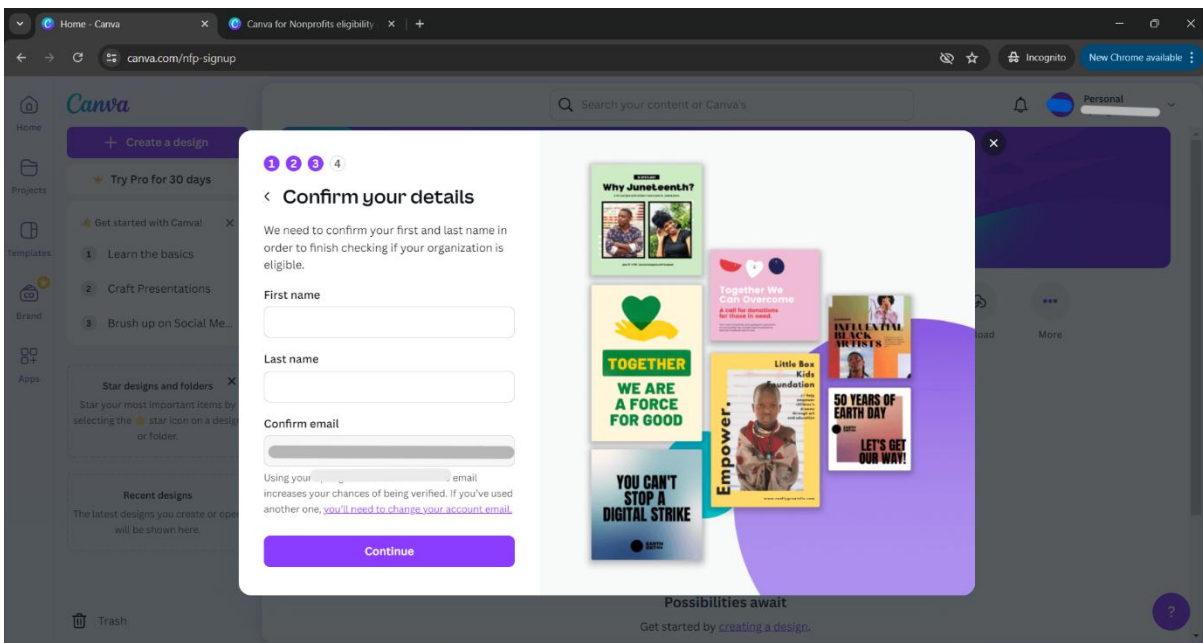 Home - Canva
Canva for Nonprofits eligibility
canva.com/nfp-signup
Incognito
New Chrome available
Home
Projects
Templates
Brand
Apps
Canva
Create a design
Try Pro for 30 days
Get started with Canva!
1 Learn the basics
2 Craft Presentations
3 Brush up on Social Me...
Star designs and folders
Star your most important items by
selecting the star icon on a design
or folder.
Recent designs
The latest designs you create or open
will be shown here.
Trash
Search your content or Canva's
Personal
1 2 3 4
Confirm your details
We need to confirm your first and last name in
order to finish checking if your organization is
eligible.
First name
Last name
Confirm email
Using your email
increases your chances of being verified. If you've used
another one, you'll need to change your account email.
Continue
Why Juneteenth?
Together We
Can Overcome
A call for donations
for those in need.
TOGETHER
WE ARE
A FORCE
FOR GOOD
INFLUENTIAL
BLACK
ARTISTS
Little Box
Kids
Foundation
Empower.
50 YEARS OF
EARTH DAY
LET'S GET
OUR WAY!
YOU CAN'T
STOP A
DIGITAL STRIKE
More
Possibilities await
Get started by creating a design.
?